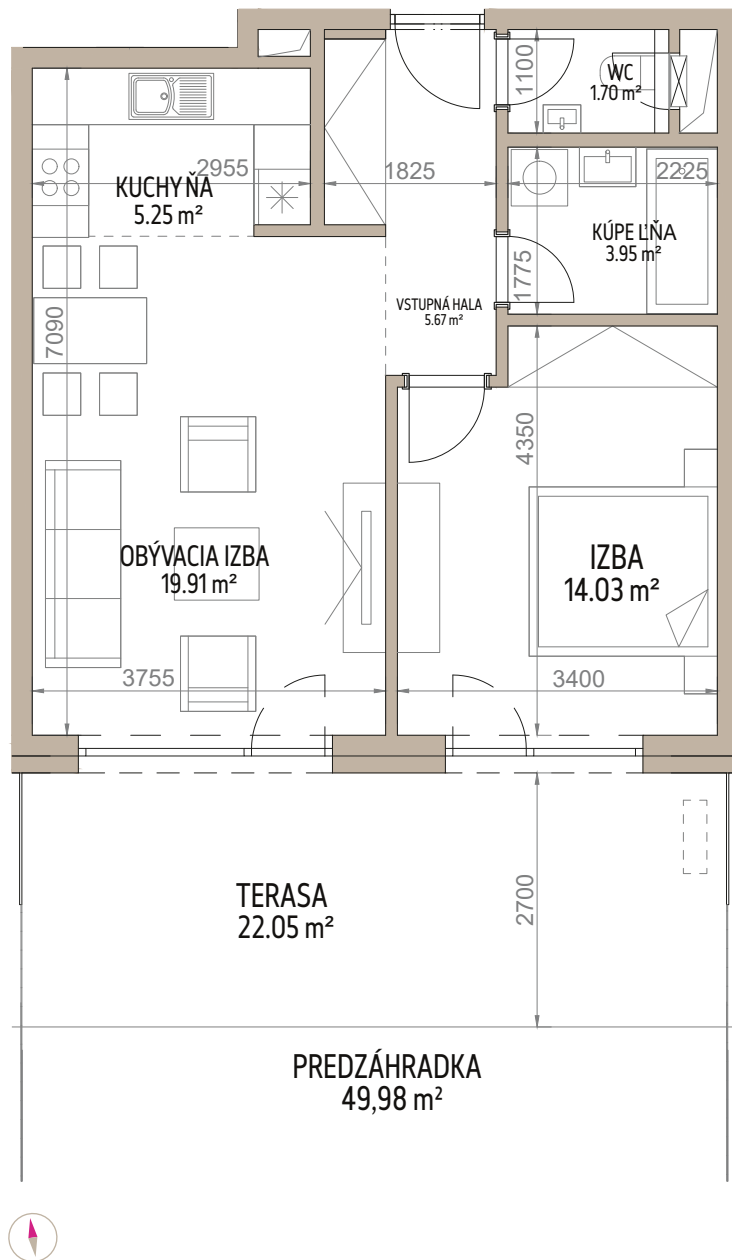 1100
WC
1.70 m²
2955
1825
2225
KUCHYŇA
5.25 m²
KÚPEĽŇA
3.95 m²
1775
VSTUPNÁ HALA
5.67 m²
7090
4350
OBÝVACIA IZBA
19.91 m²
IZBA
14.03 m²
3755
3400
TERASA
22.05 m²
2700
PREDZÁHRADKA
49,98 m²